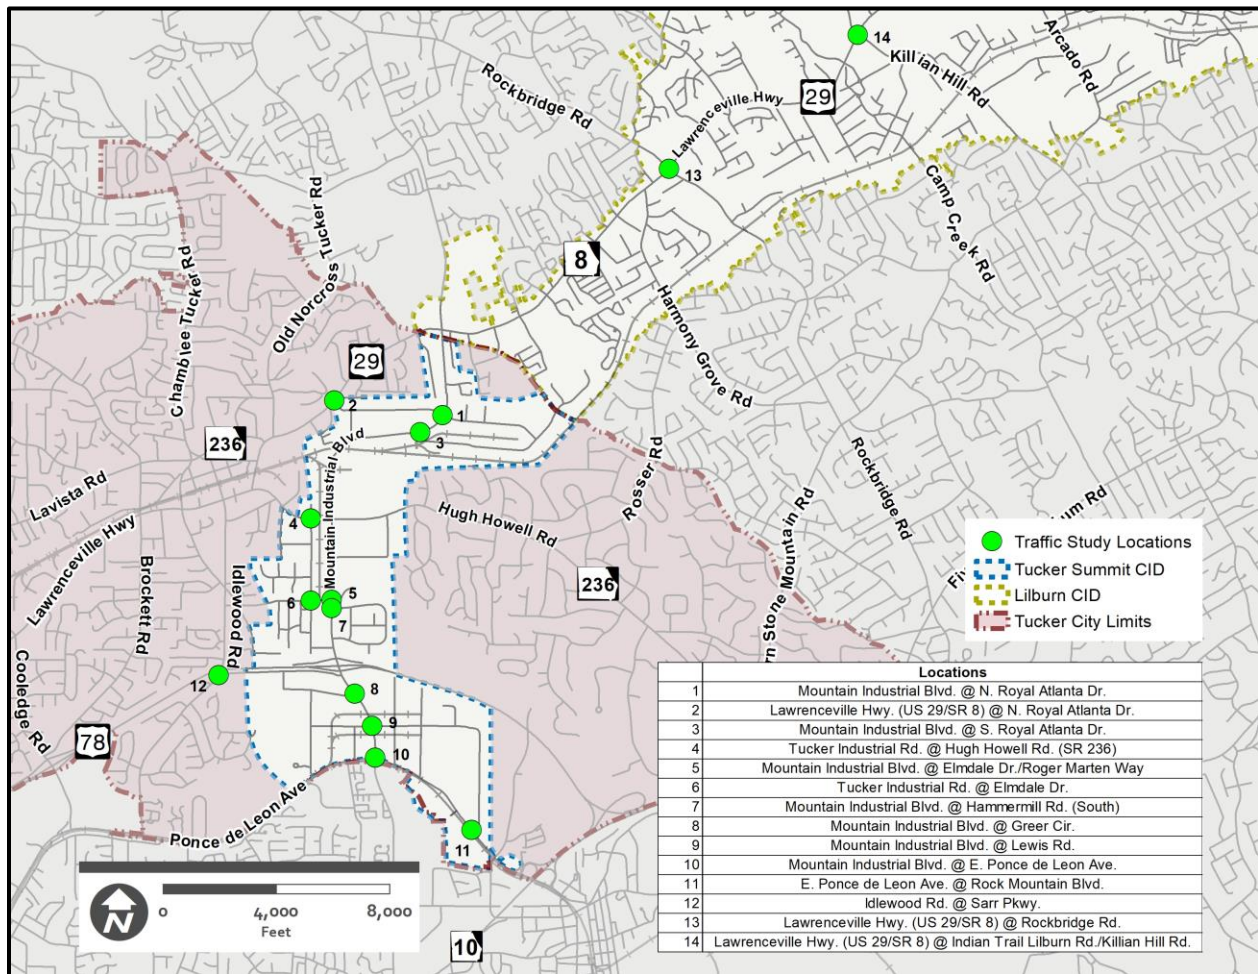 14
Killian Hill Rd
Arcado Rd
Rockbridge Rd
29
Lawrenceville Hwy
13
Camp Creek Rd
Chamblee Tucker Rd
Old Norcross Tucker Rd
8
Harmony Grove Rd
29
2
1
3
236
Mountain Industrial Blvd
Lavista Rd
Lawrenceville Hwy
4
Hugh Howell Rd
Rosser Rd
Rockbridge Rd
Brockett Rd
Idlewood Rd
6
5
7
236
rn Stone Mountain Rd
Traffic Study Locations
Tucker Summit CID
Lilburn CID
Tucker City Limits
12
8
9
10
Cooledge Rd
78
Ponce de Leon Ave
11
N
0 4,000 8,000
Feet
10
Locations
1 Mountain Industrial Blvd. @ N. Royal Atlanta Dr.
2 Lawrenceville Hwy. (US 29/SR 8) @ N. Royal Atlanta Dr.
3 Mountain Industrial Blvd. @ S. Royal Atlanta Dr.
4 Tucker Industrial Rd. @ Hugh Howell Rd. (SR 236)
5 Mountain Industrial Blvd. @ Elmdale Dr./Roger Marten Way
6 Tucker Industrial Rd. @ Elmdale Dr.
7 Mountain Industrial Blvd. @ Hammermill Rd. (South)
8 Mountain Industrial Blvd. @ Greer Cir.
9 Mountain Industrial Blvd. @ Lewis Rd.
10 Mountain Industrial Blvd. @ E. Ponce de Leon Ave.
11 E. Ponce de Leon Ave. @ Rock Mountain Blvd.
12 Idlewood Rd. @ Sarr Pkwy.
13 Lawrenceville Hwy. (US 29/SR 8) @ Rockbridge Rd.
14 Lawrenceville Hwy. (US 29/SR 8) @ Indian Trail Lilburn Rd./Killian Hill Rd.